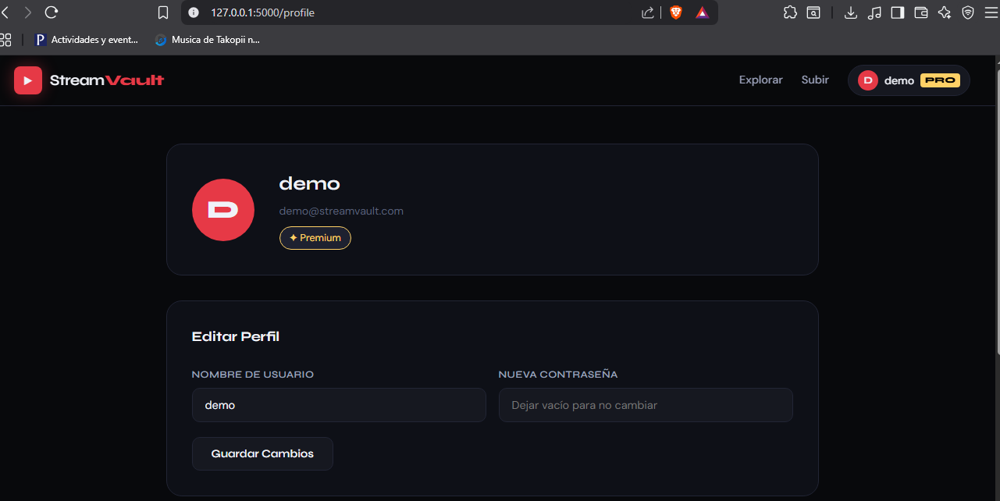 127.0.0.1:5000/profile
P Actividades y event... Musica de Takopii n...
StreamVault Explorar Subir D demo PRO
D
demo
demo@streamvault.com
✦ Premium
Editar Perfil
NOMBRE DE USUARIO NUEVA CONTRASEÑA
demo Dejar vacío para no cambiar
Guardar Cambios